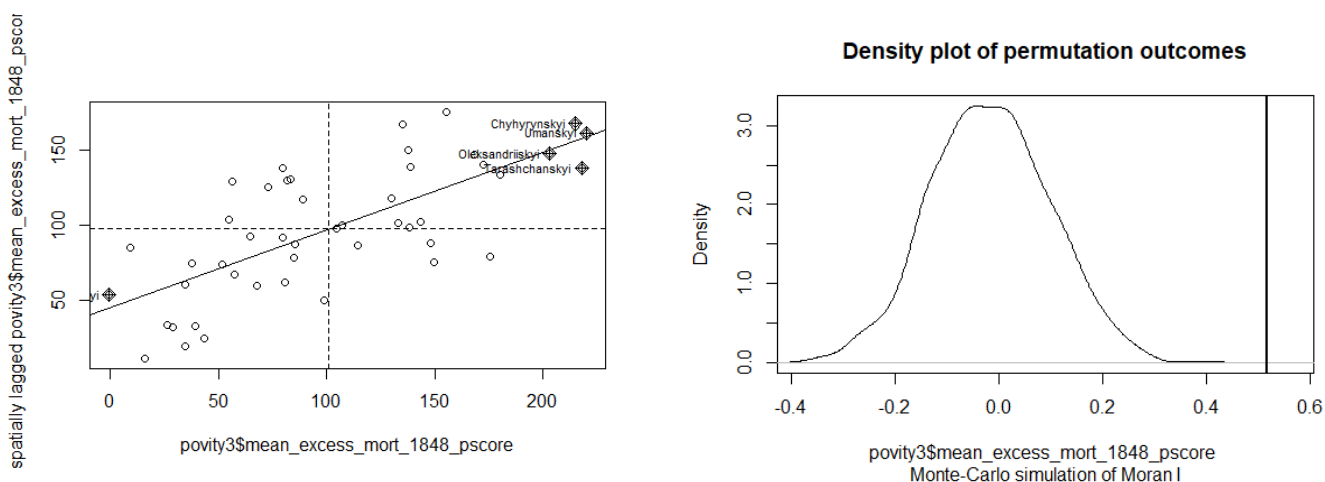 spatially lagged povity3$mean_excess_mort_1848_pscor
150
100
50
Chyhyrynskyi
Umanskyi
Oleksandriiskyi
Tarashchanskyi
yi
0 50 100 150 200
povity3$mean_excess_mort_1848_pscore
Density plot of permutation outcomes
Density
3.0
2.0
1.0
0.0
-0.4 -0.2 0.0 0.2 0.4 0.6
povity3$mean_excess_mort_1848_pscore
Monte-Carlo simulation of Moran I